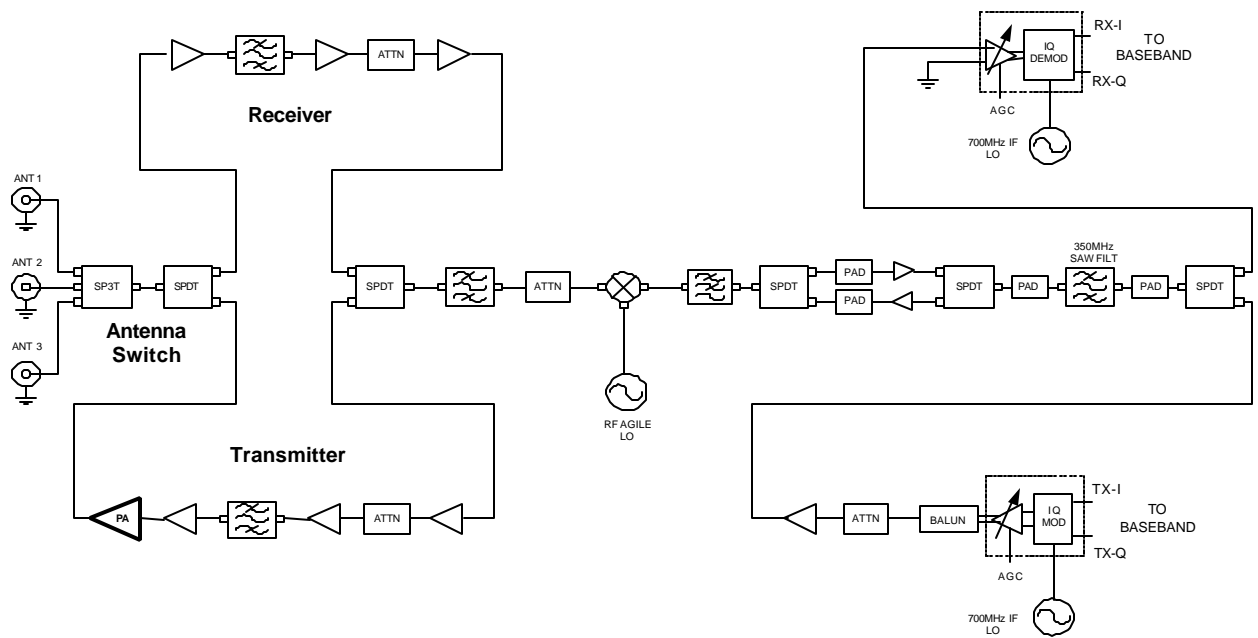 ATTN
Receiver
RX-I
IQ
DEMOD
TO
BASEBAND
RX-Q
AGC
700MHz IF
LO
ANT 1
ANT 2
ANT 3
SP3T
SPDT
Antenna
Switch
SPDT
ATTN
RF AGILE
LO
SPDT
PAD
PAD
SPDT
PAD
350MHz
SAW FILT
PAD
SPDT
Transmitter
PA
ATTN
ATTN
BALUN
TX-I
IQ
MOD
TO
BASEBAND
TX-Q
AGC
700MHz IF
LO